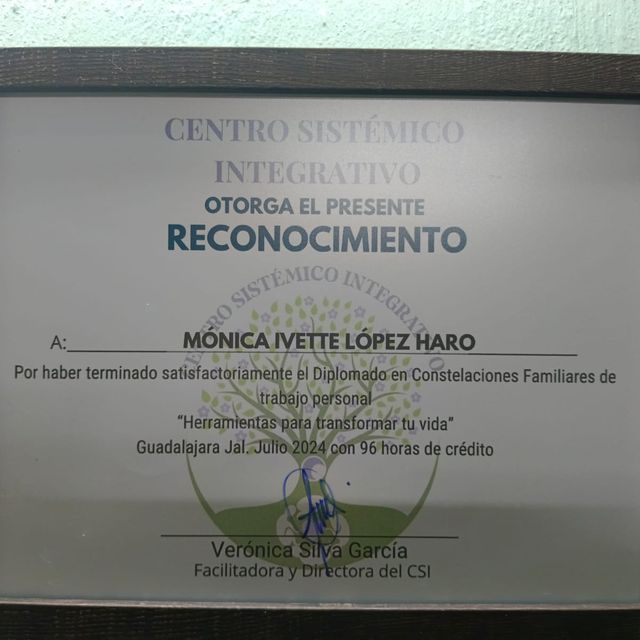 CENTRO SISTÉMICO
INTEGRATIVO
OTORGA EL PRESENTE
RECONOCIMIENTO
CENTRO SISTÉMICO INTEGRATIVO
A: MÓNICA IVETTE LÓPEZ HARO
Por haber terminado satisfactoriamente el Diplomado en Constelaciones Familiares de
trabajo personal
“Herramientas para transformar tu vida”
Guadalajara Jal. Julio 2024 con 96 horas de crédito
Verónica Silva García
Facilitadora y Directora del CSI